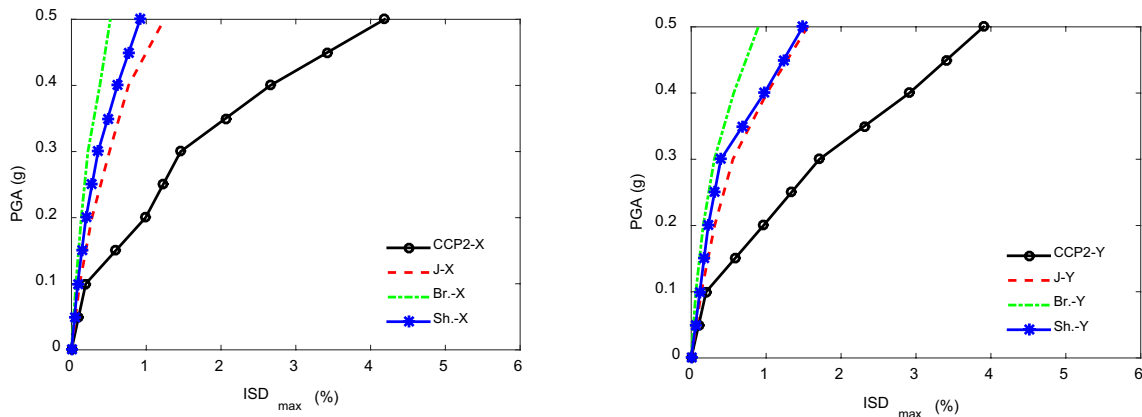 0.5
0.4
0.3
0.2
0.1
0
PGA (g)
CCP2-X
J-X
Br.-X
Sh.-X
0 1 2 3 4 5 6
ISD max (%)
0.5
0.4
0.3
0.2
0.1
0
PGA (g)
CCP2-Y
J-Y
Br.-Y
Sh.-Y
0 1 2 3 4 5 6
ISD max (%)